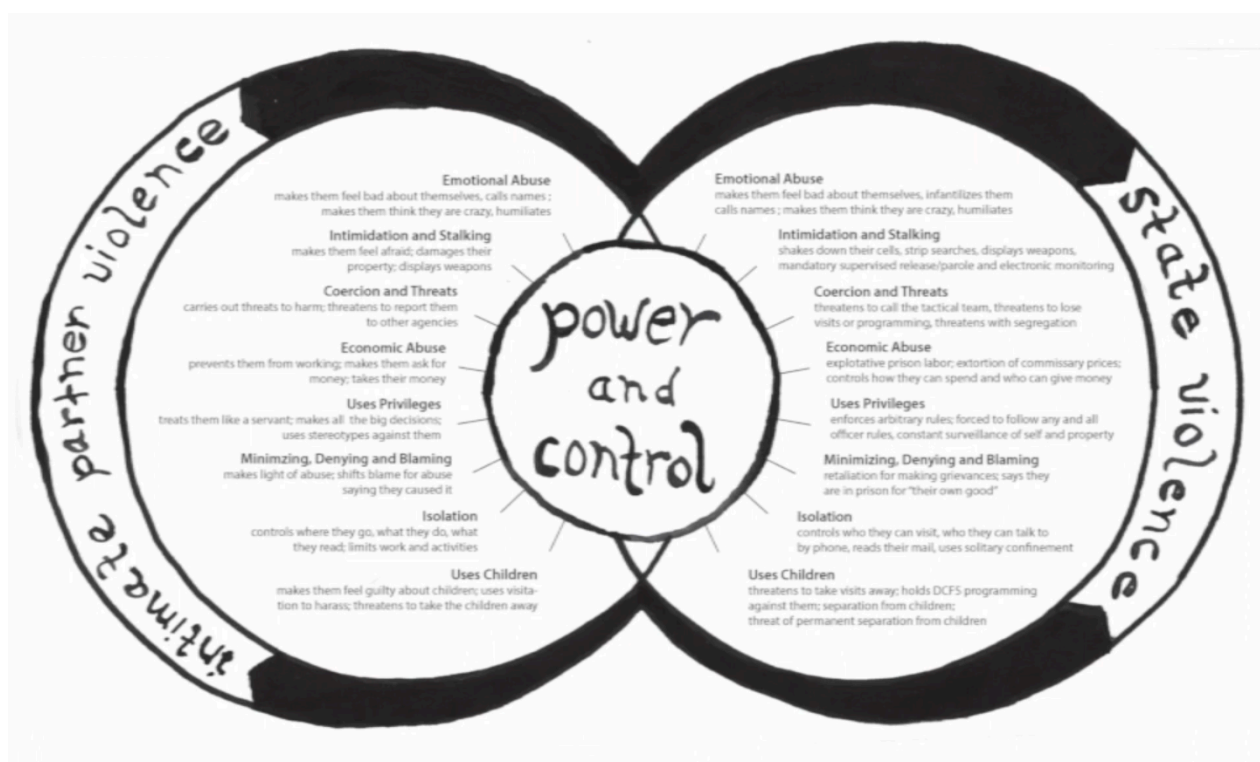 intimate partner violence
Emotional Abuse
makes them feel bad about themselves, calls names ;
makes them think they are crazy, humiliates
Intimidation and Stalking
makes them feel afraid; damages their
property; displays weapons
Coercion and Threats
carries out threats to harm; threatens to report them
to other agencies
Economic Abuse
prevents them from working; makes them ask for
money; takes their money
Uses Privileges
treats them like a servant; makes all the big decisions;
uses stereotypes against them
Minimzing, Denying and Blaming
makes light of abuse; shifts blame for abuse
saying they caused it
Isolation
controls where they go, what they do, what
they read; limits work and activities
Uses Children
makes them feel guilty about children; uses visita-
tion to harass; threatens to take the children away
power
and
control
Emotional Abuse
makes them feel bad about themselves, infantilizes them
calls names ; makes them think they are crazy, humiliates
Intimidation and Stalking
shakes down their cells, strip searches, displays weapons,
mandatory supervised release/parole and electronic monitoring
Coercion and Threats
threatens to call the tactical team, threatens to lose
visits or programming, threatens with segregation
Economic Abuse
explotative prison labor; extortion of commissary prices;
controls how they can spend and who can give money
Uses Privileges
enforces arbitrary rules; forced to follow any and all
officer rules, constant surveillance of self and property
Minimizing, Denying and Blaming
retaliation for making grievances; says they
are in prison for "their own good"
Isolation
controls who they can visit, who they can talk to
by phone, reads their mail, uses solitary confinement
Uses Children
threatens to take visits away; holds DCFS programming
against them; separation from children;
threat of permanent separation from children
state violence